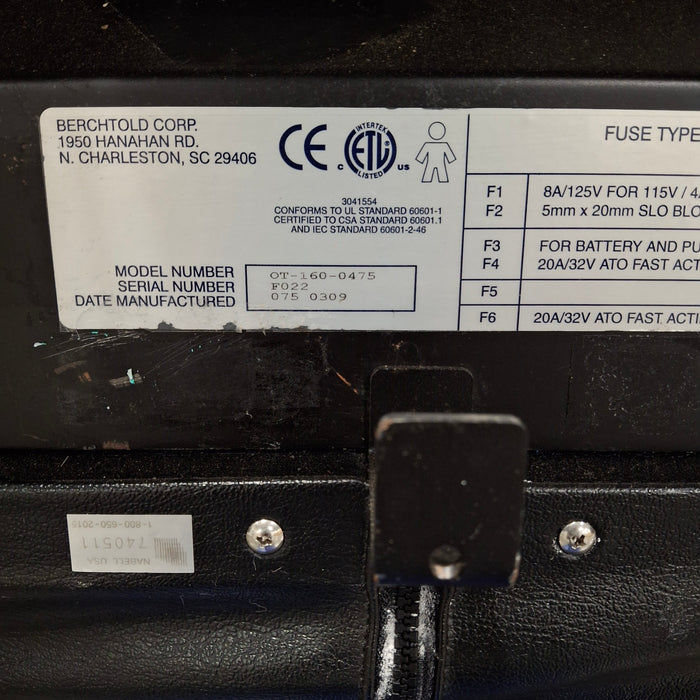 BERCHTOLD CORP.
1950 HANAHAN RD.
N. CHARLESTON, SC 29406
CE
INTERTEK
C ETL US
LISTED
3041554
CONFORMS TO UL STANDARD 60601-1
CERTIFIED TO CSA STANDARD 60601.1
AND IEC STANDARD 60601-2-46
MODEL NUMBER OT-160-0475
SERIAL NUMBER F022
DATE MANUFACTURED 075 0309
FUSE TYPE
F1 8A/125V FOR 115V / 4
F2 5mm x 20mm SLO BLO
F3 FOR BATTERY AND PU
F4 20A/32V ATO FAST ACT
F5
F6 20A/32V ATO FAST ACTI
NABELL USA
740511
1-800-650-2015